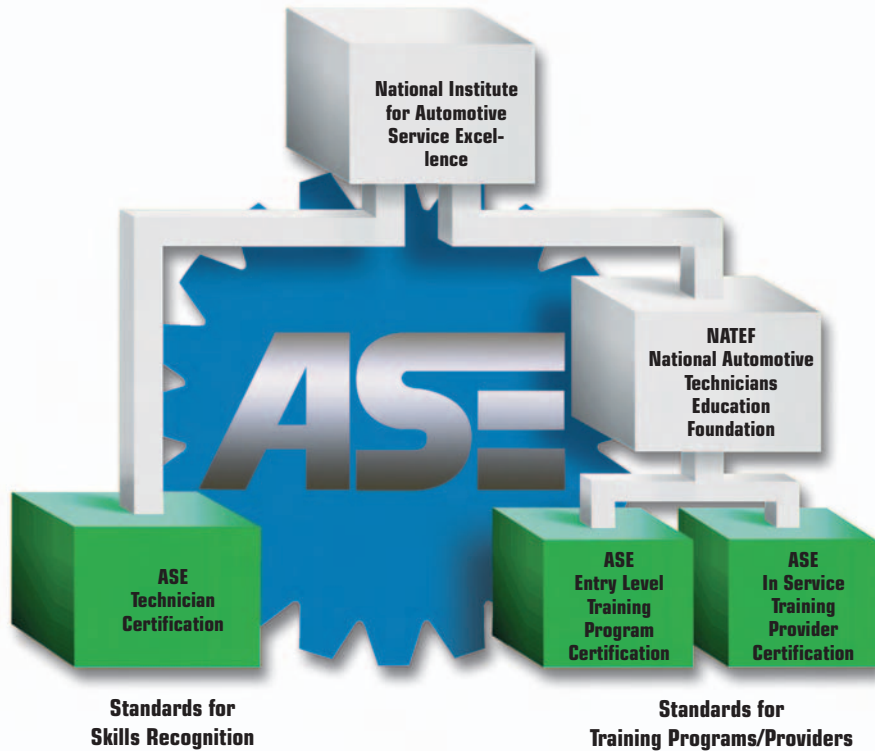 National Institute
for Automotive
Service Excel-
lence
NATEF
National Automotive
Technicians
Education
Foundation
ASE
ASE
Technician
Certification
ASE
Entry Level
Training
Program
Certification
ASE
In Service
Training
Provider
Certification
Standards for
Skills Recognition
Standards for
Training Programs/Providers